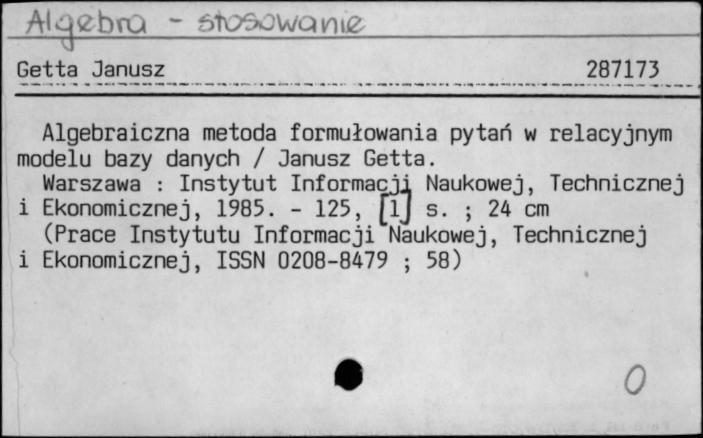 Algebra - stosowanie
Getta Janusz 287173
Algebraiczna metoda formułowania pytań w relacyjnym
modelu bazy danych / Janusz Getta.
Warszawa : Instytut Informacji Naukowej, Technicznej
i Ekonomicznej, 1985. - 125, [1] s. ; 24 cm
(Prace Instytutu Informacji Naukowej, Technicznej
i Ekonomicznej, ISSN 0208-8479 ; 58)
0